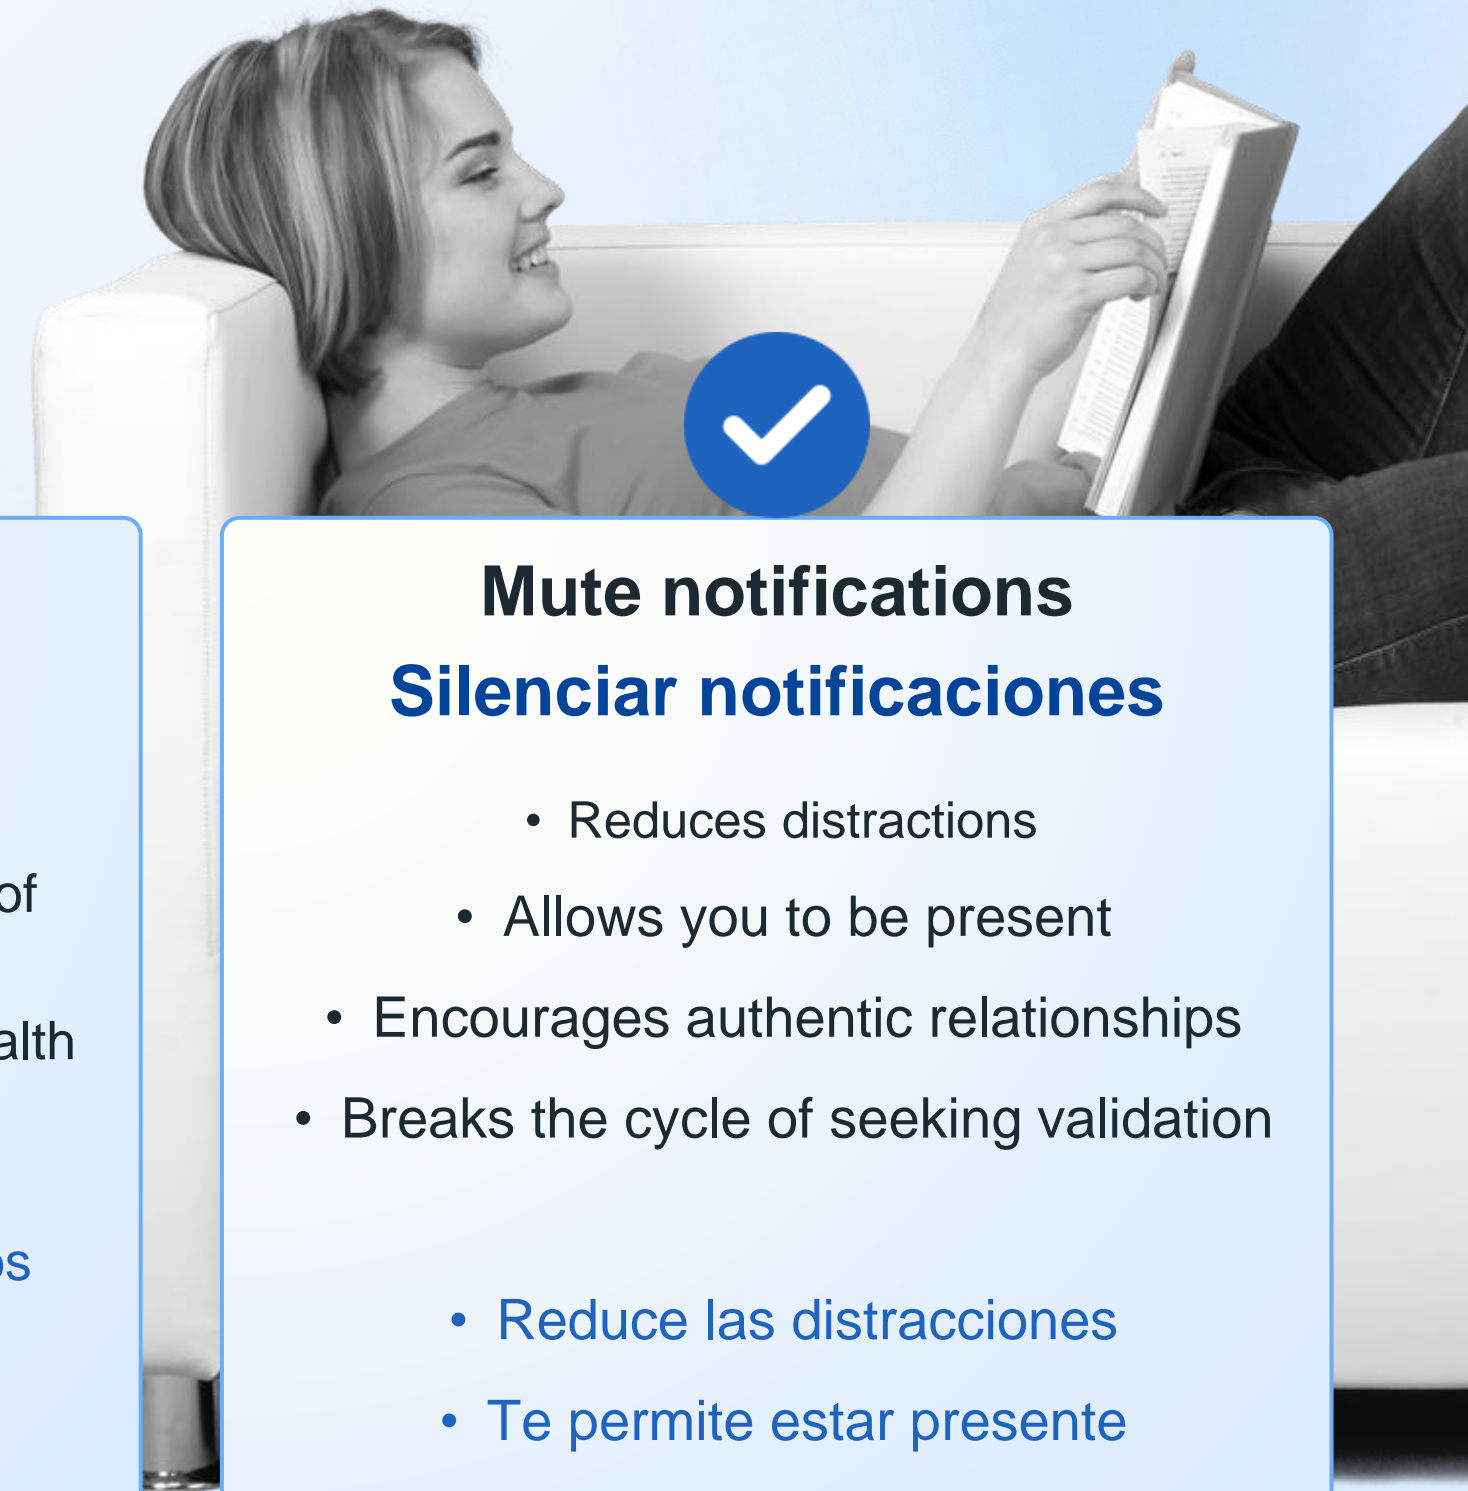 of
alth
os
Mute notifications
Silenciar notificaciones
• Reduces distractions
• Allows you to be present
• Encourages authentic relationships
• Breaks the cycle of seeking validation
• Reduce las distracciones
• Te permite estar presente